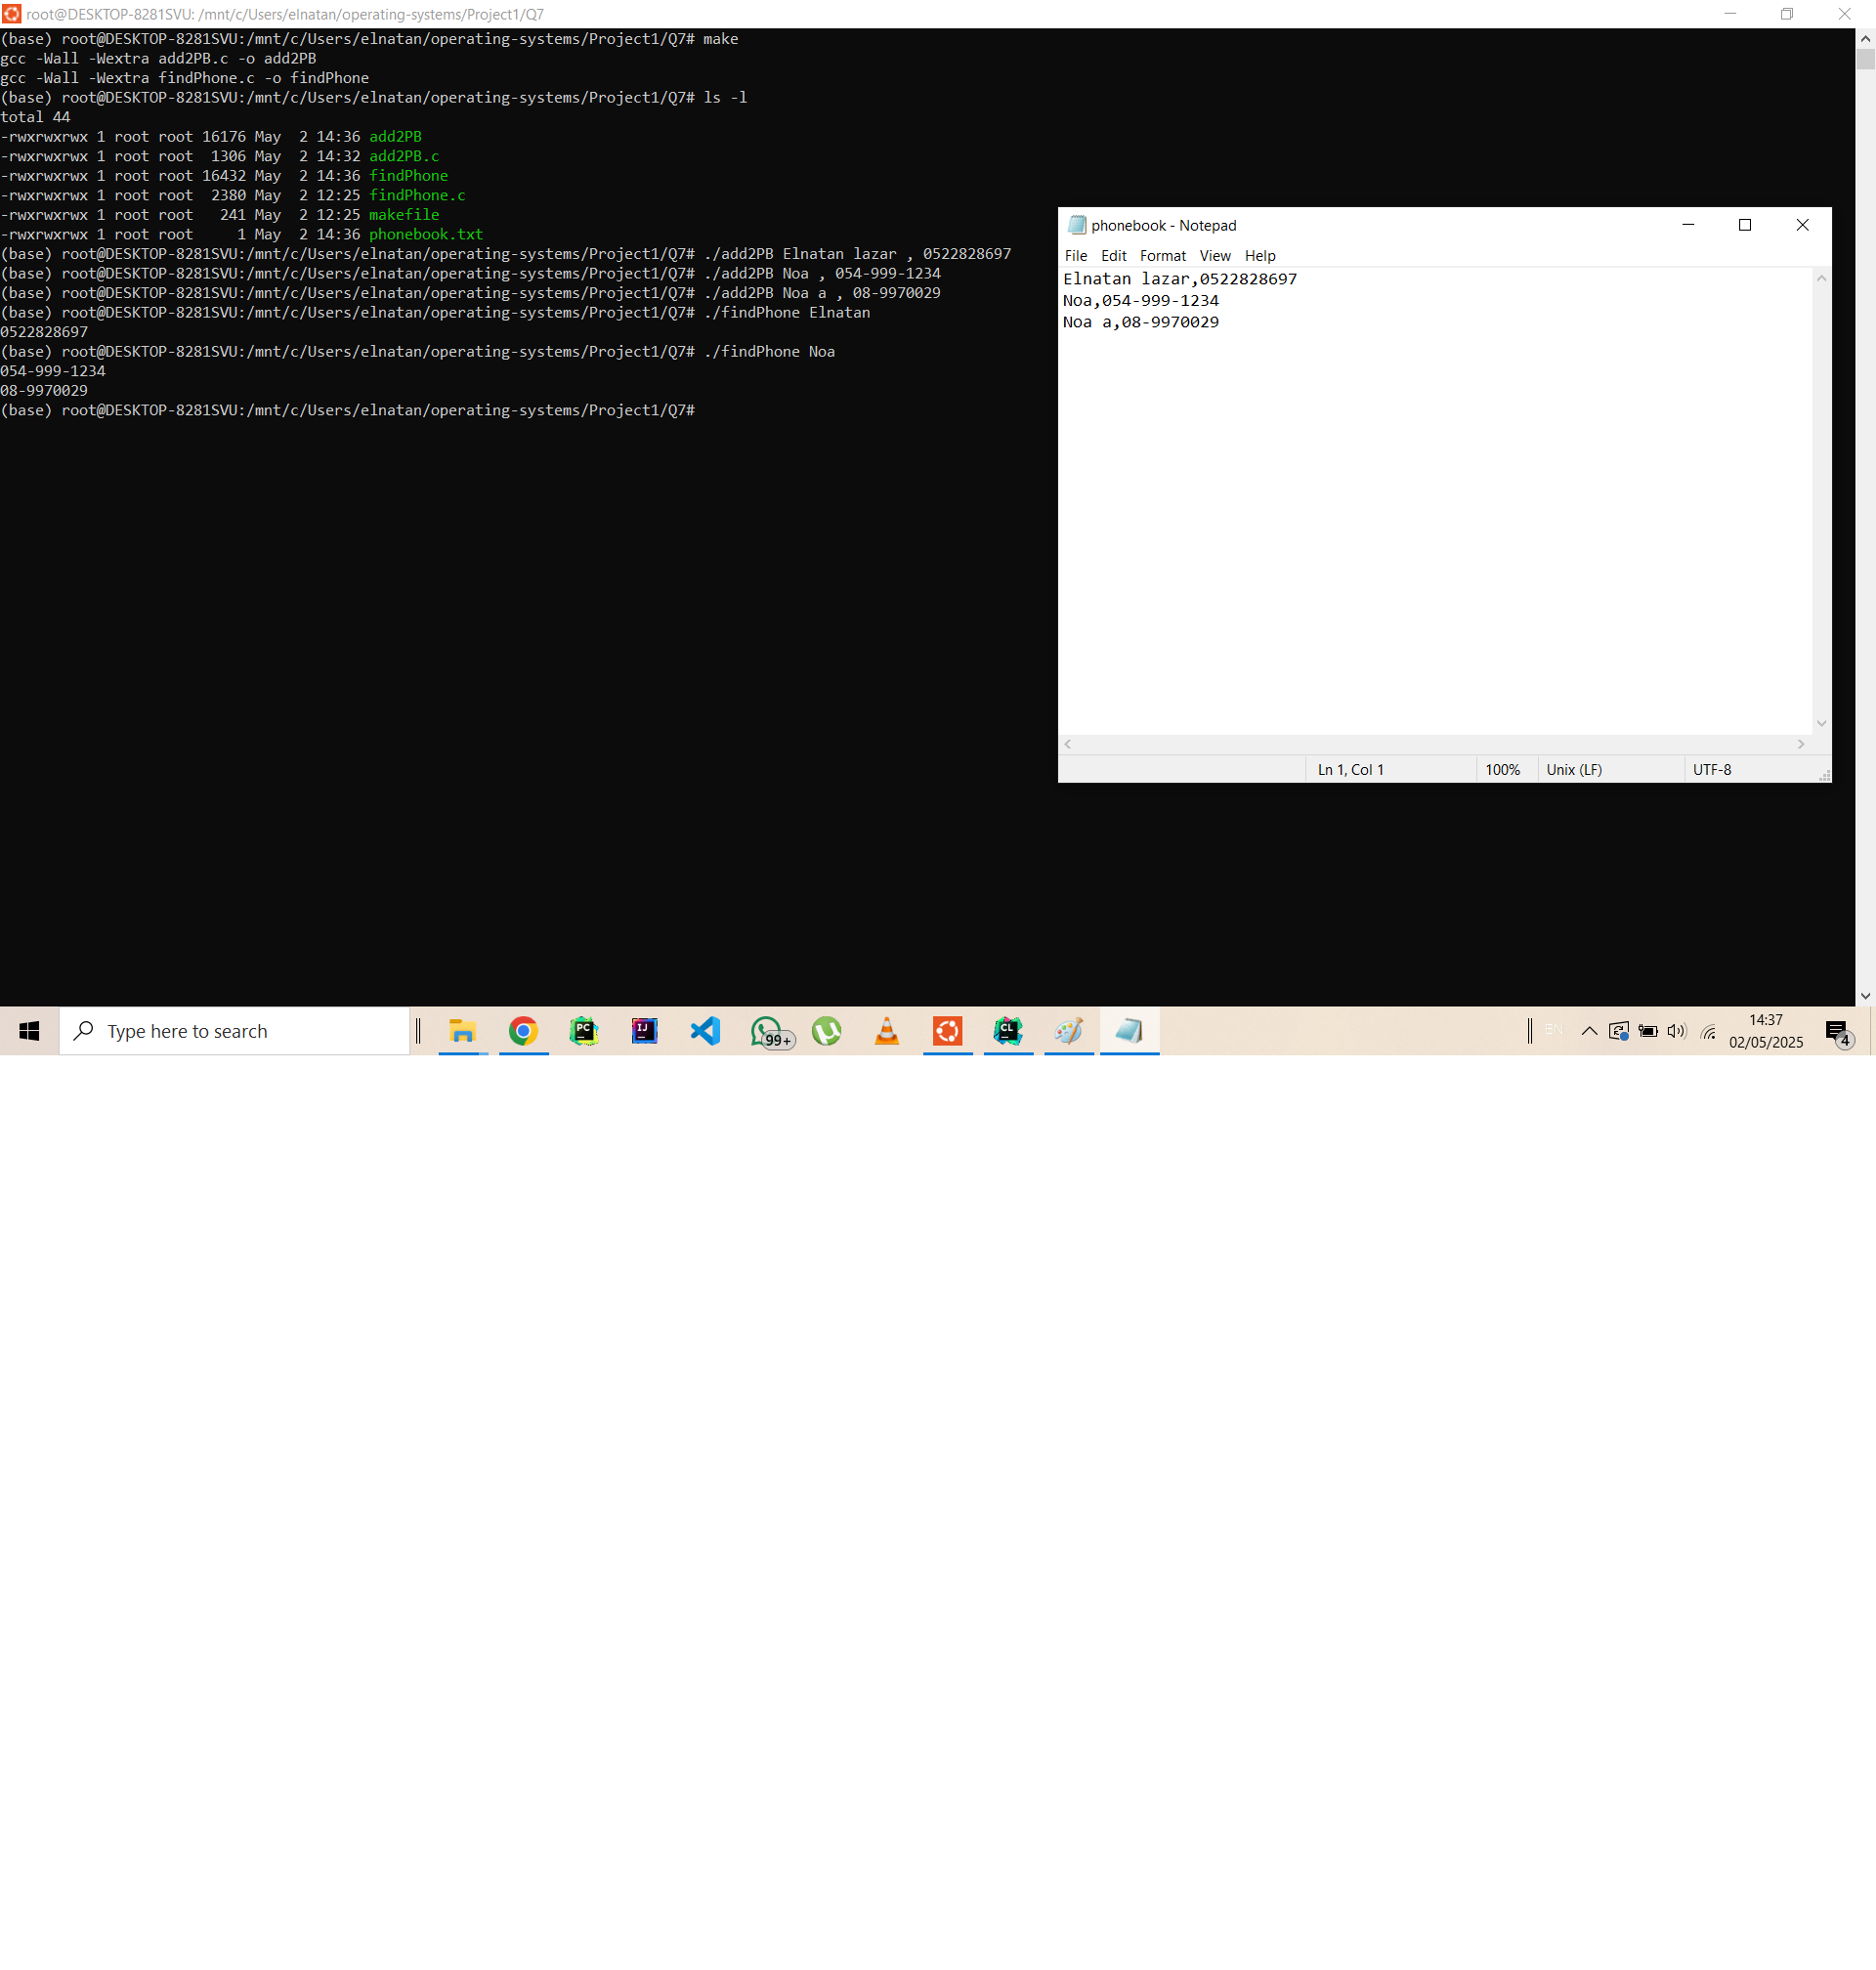 root@DESKTOP-8281SVU: /mnt/c/Users/elnatan/operating-systems/Project1/Q7
(base) root@DESKTOP-8281SVU:/mnt/c/Users/elnatan/operating-systems/Project1/Q7# make
gcc -Wall -Wextra add2PB.c -o add2PB
gcc -Wall -Wextra findPhone.c -o findPhone
(base) root@DESKTOP-8281SVU:/mnt/c/Users/elnatan/operating-systems/Project1/Q7# ls -l
total 44
-rwxrwxrwx 1 root root 16176 May  2 14:36 add2PB
-rwxrwxrwx 1 root root  1306 May  2 14:32 add2PB.c
-rwxrwxrwx 1 root root 16432 May  2 14:36 findPhone
-rwxrwxrwx 1 root root  2380 May  2 12:25 findPhone.c
-rwxrwxrwx 1 root root   241 May  2 12:25 makefile
-rwxrwxrwx 1 root root     1 May  2 14:36 phonebook.txt
(base) root@DESKTOP-8281SVU:/mnt/c/Users/elnatan/operating-systems/Project1/Q7# ./add2PB Elnatan lazar , 0522828697
(base) root@DESKTOP-8281SVU:/mnt/c/Users/elnatan/operating-systems/Project1/Q7# ./add2PB Noa , 054-999-1234
(base) root@DESKTOP-8281SVU:/mnt/c/Users/elnatan/operating-systems/Project1/Q7# ./add2PB Noa a , 08-9970029
(base) root@DESKTOP-8281SVU:/mnt/c/Users/elnatan/operating-systems/Project1/Q7# ./findPhone Elnatan
0522828697
(base) root@DESKTOP-8281SVU:/mnt/c/Users/elnatan/operating-systems/Project1/Q7# ./findPhone Noa
054-999-1234
08-9970029
(base) root@DESKTOP-8281SVU:/mnt/c/Users/elnatan/operating-systems/Project1/Q7#
phonebook - Notepad
File Edit Format View Help
Elnatan lazar,0522828697
Noa,054-999-1234
Noa a,08-9970029
Ln 1, Col 1 100% Unix (LF) UTF-8
Type here to search
PC
IJ
99+
CL
EN
14:37
02/05/2025
4